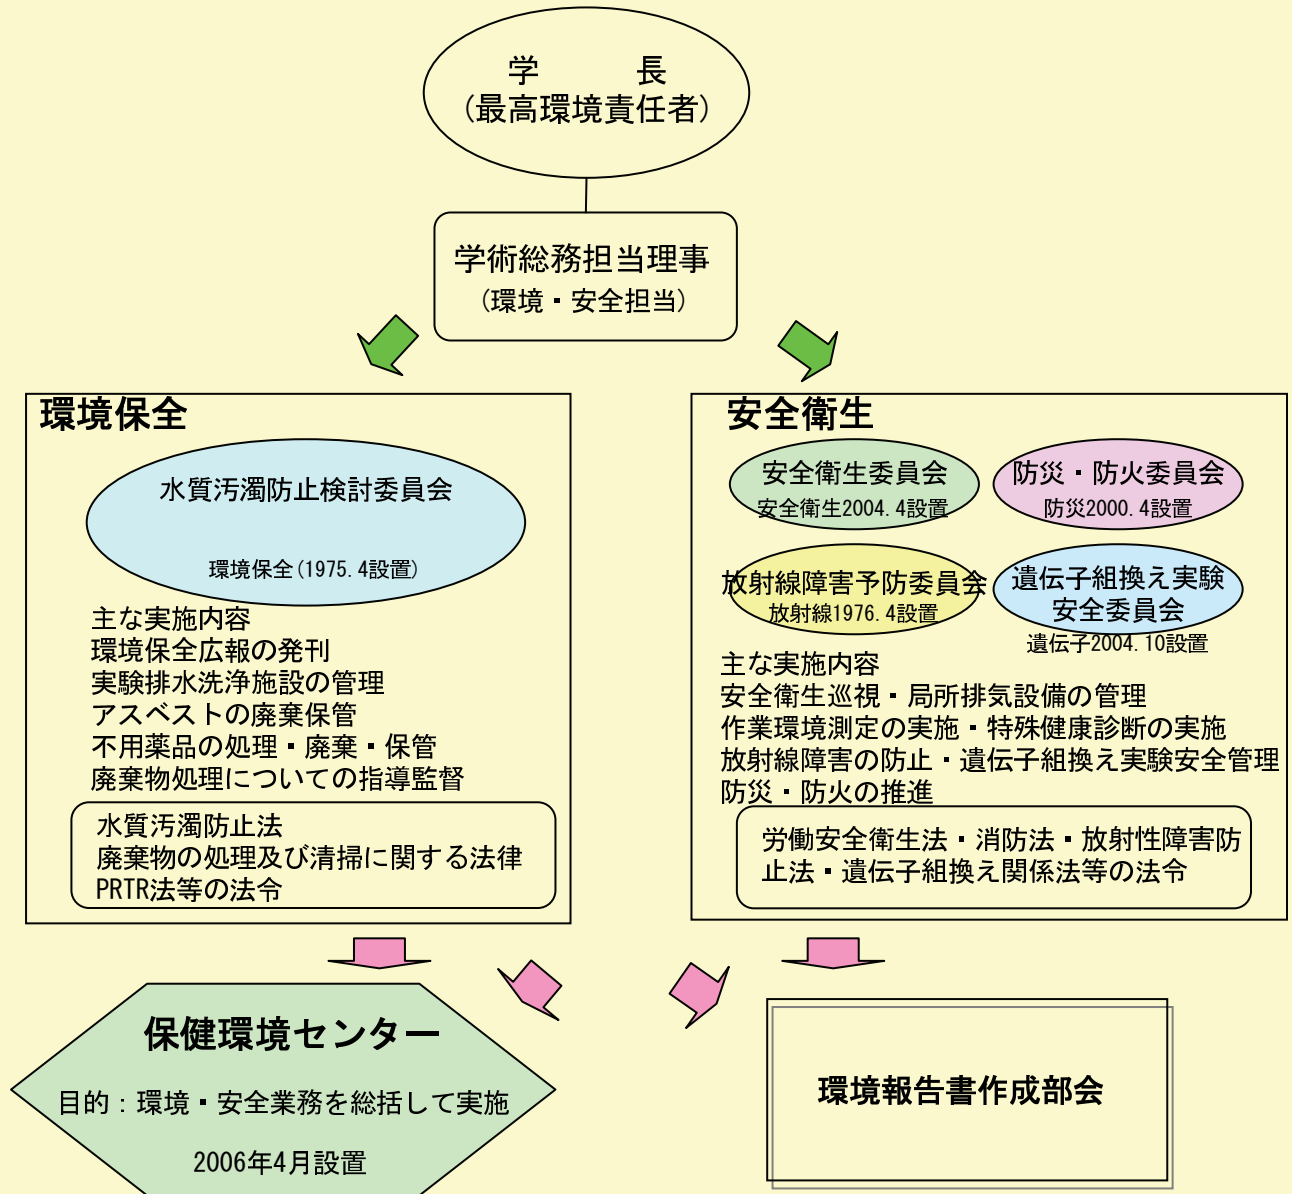 学　　　長
(最高環境責任者)
学術総務担当理事
(環境・安全担当)
環境保全
水質汚濁防止検討委員会
環境保全(1975.4設置)
主な実施内容
環境保全広報の発刊
実験排水洗浄施設の管理
アスベストの廃棄保管
不用薬品の処理・廃棄・保管
廃棄物処理についての指導監督
水質汚濁防止法
廃棄物の処理及び清掃に関する法律
PRTR法等の法令
安全衛生
安全衛生委員会
安全衛生2004.4設置
防災・防火委員会
防災2000.4設置
放射線障害予防委員会
放射線1976.4設置
遺伝子組換え実験
安全委員会
遺伝子2004.10設置
主な実施内容
安全衛生巡視・局所排気設備の管理
作業環境測定の実施・特殊健康診断の実施
放射線障害の防止・遺伝子組換え実験安全管理
防災・防火の推進
労働安全衛生法・消防法・放射性障害防
止法・遺伝子組換え関係法等の法令
保健環境センター
目的：環境・安全業務を総括して実施
2006年4月設置
環境報告書作成部会